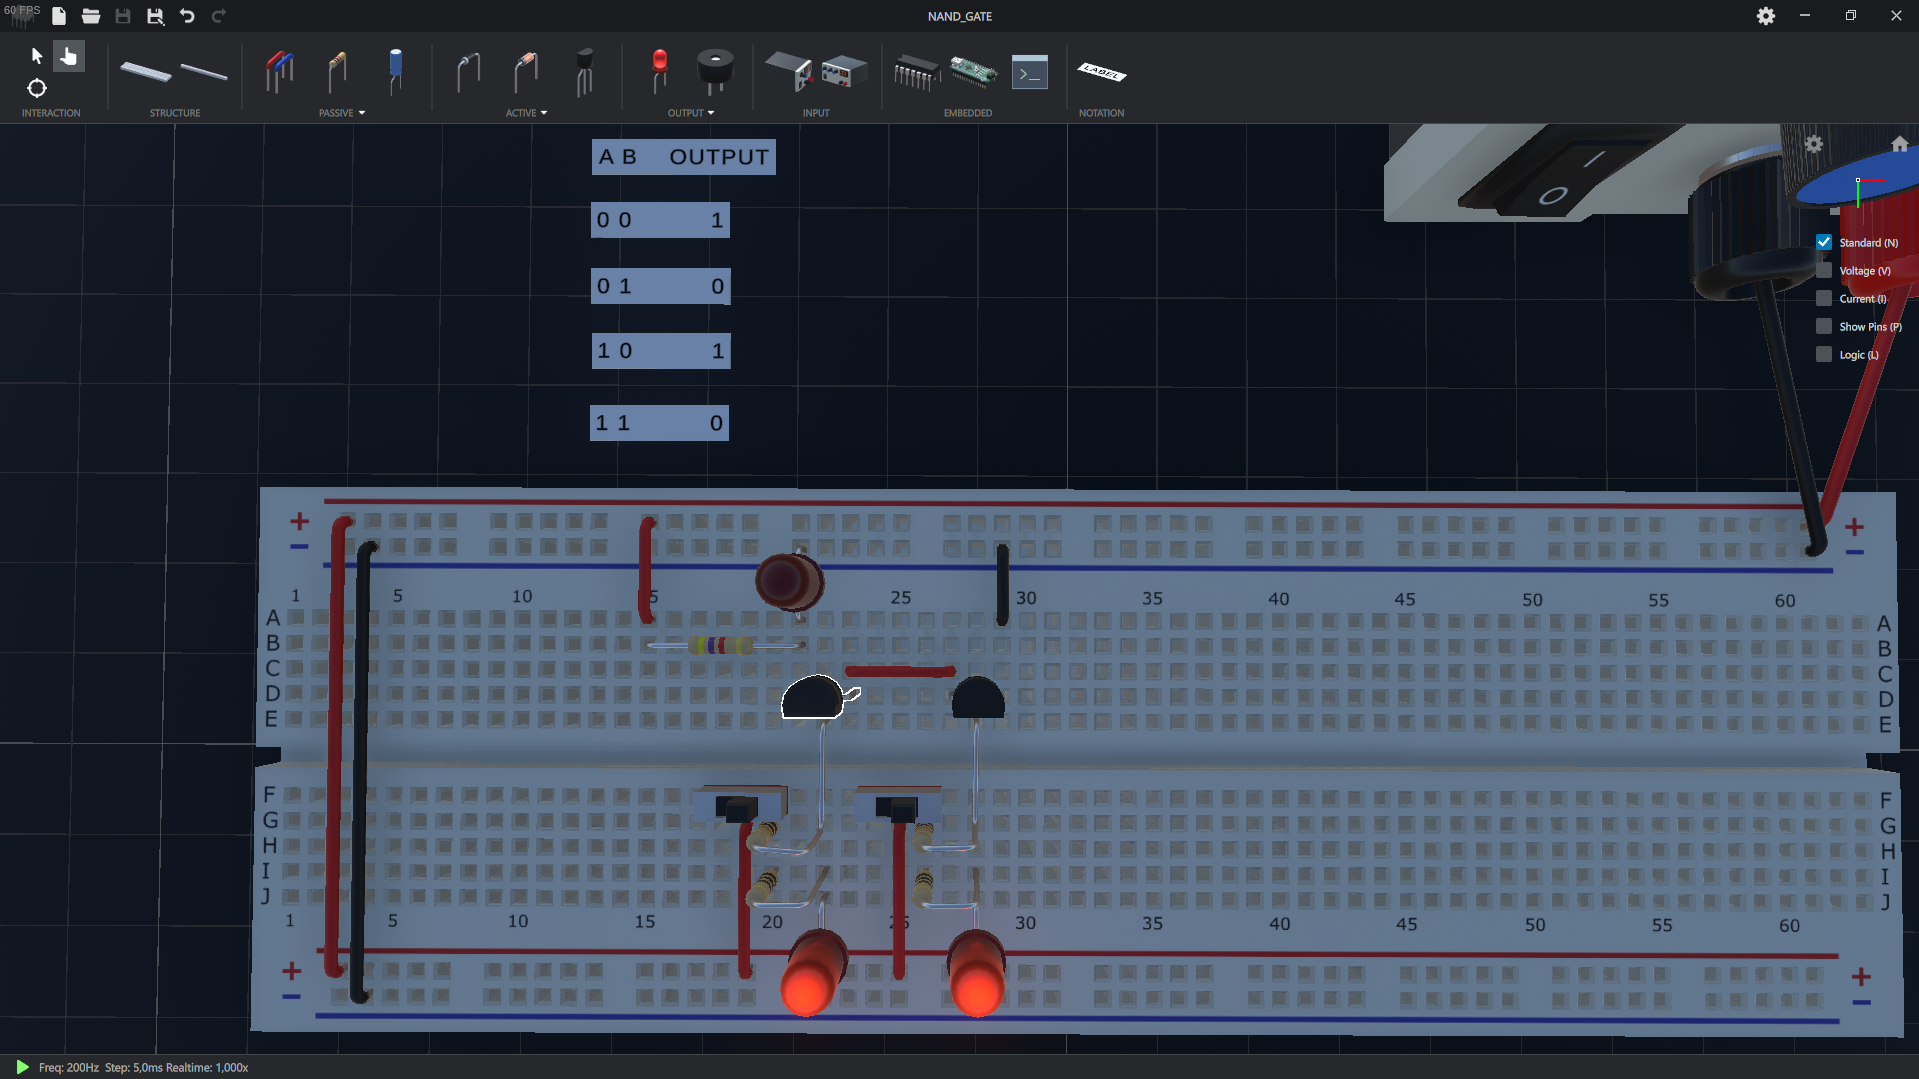 60 FPS
NAND_GATE
INTERACTION
STRUCTURE
PASSIVE
ACTIVE
OUTPUT
INPUT
EMBEDDED
NOTATION
>_
LABEL
A B OUTPUT
0 0 1
0 1 0
1 0 1
1 1 0
I
O
Standard (N)
Voltage (V)
Current (I)
Show Pins (P)
Logic (L)
+ +
− −
1 5 10 5 25 30 35 40 45 50 55 60
A A
B B
C C
D D
E E
F F
G G
H H
I I
J J
1 5 10 15 20 25 30 35 40 45 50 55 60
+ +
− −
Freq: 200Hz Step: 5,0ms Realtime: 1,000x